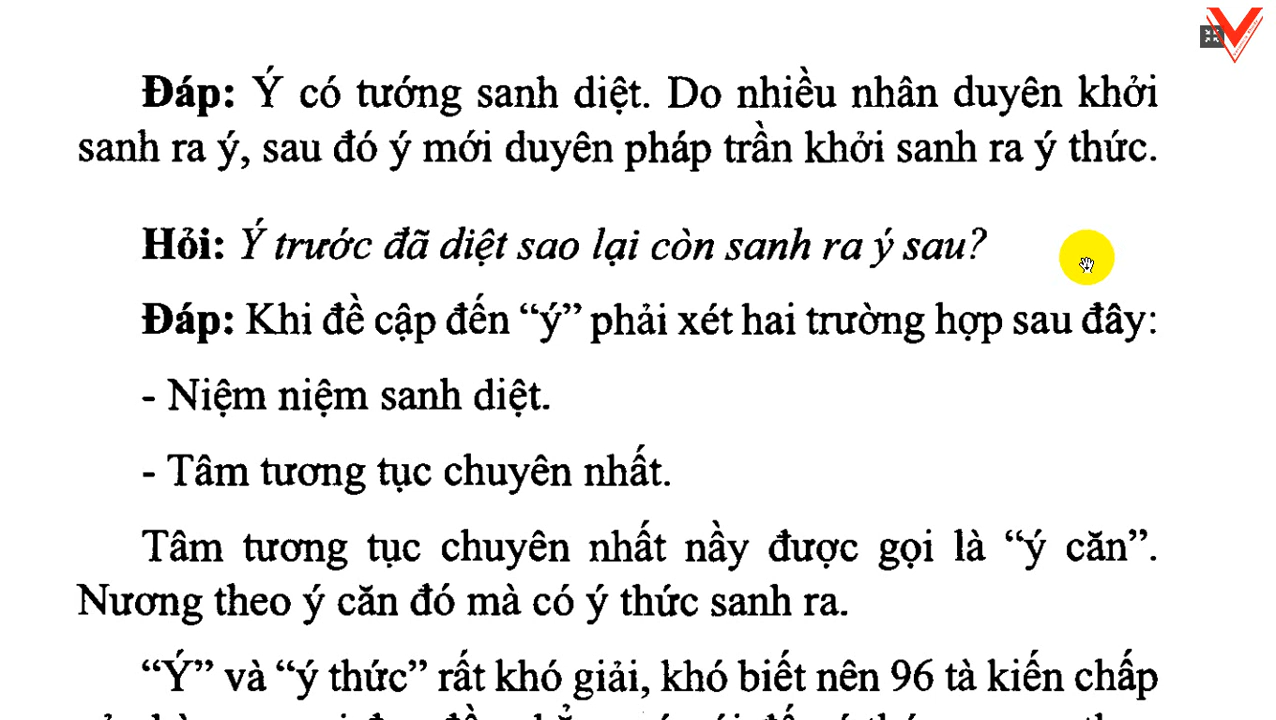 Đáp: Ý có tướng sanh diệt. Do nhiều nhân duyên khởi
sanh ra ý, sau đó ý mới duyên pháp trần khởi sanh ra ý thức.
Hỏi: Ý trước đã diệt sao lại còn sanh ra ý sau?
Đáp: Khi đề cập đến “ý” phải xét hai trường hợp sau đây:
- Niệm niệm sanh diệt.
- Tâm tương tục chuyên nhất.
Tâm tương tục chuyên nhất nầy được gọi là “ý căn”.
Nương theo ý căn đó mà có ý thức sanh ra.
“Ý” và “ý thức” rất khó giải, khó biết nên 96 tà kiến chấp